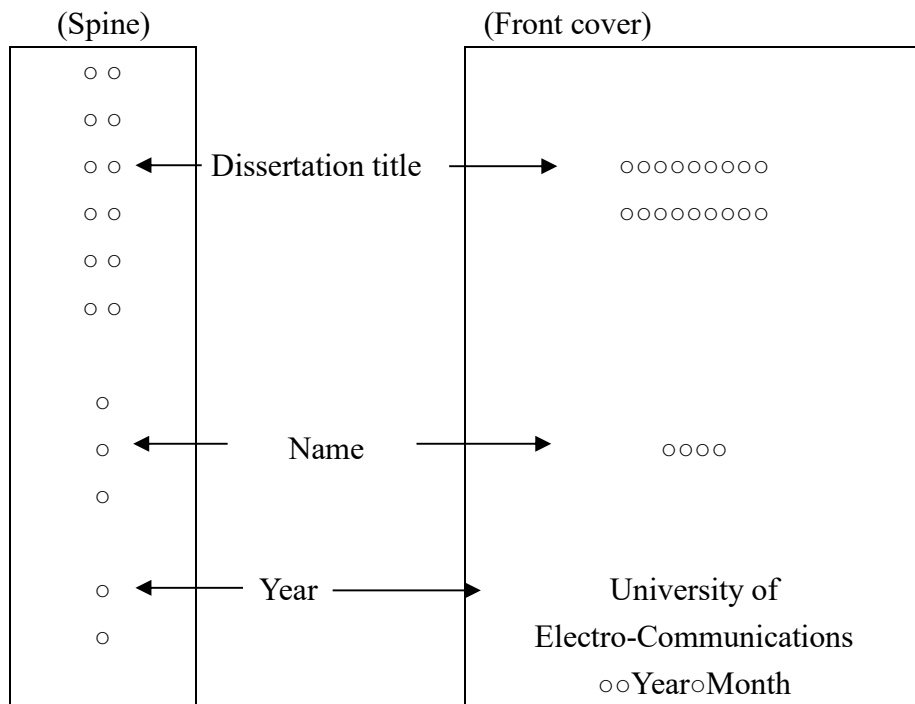 (Spine) (Front cover)
○ ○
○ ○
○ ○ Dissertation title ○○○○○○○○○
○ ○ ○○○○○○○○○
○ ○
○ ○
○
○ Name ○○○○
○
○ Year University of
○ Electro-Communications
○○Year○Month